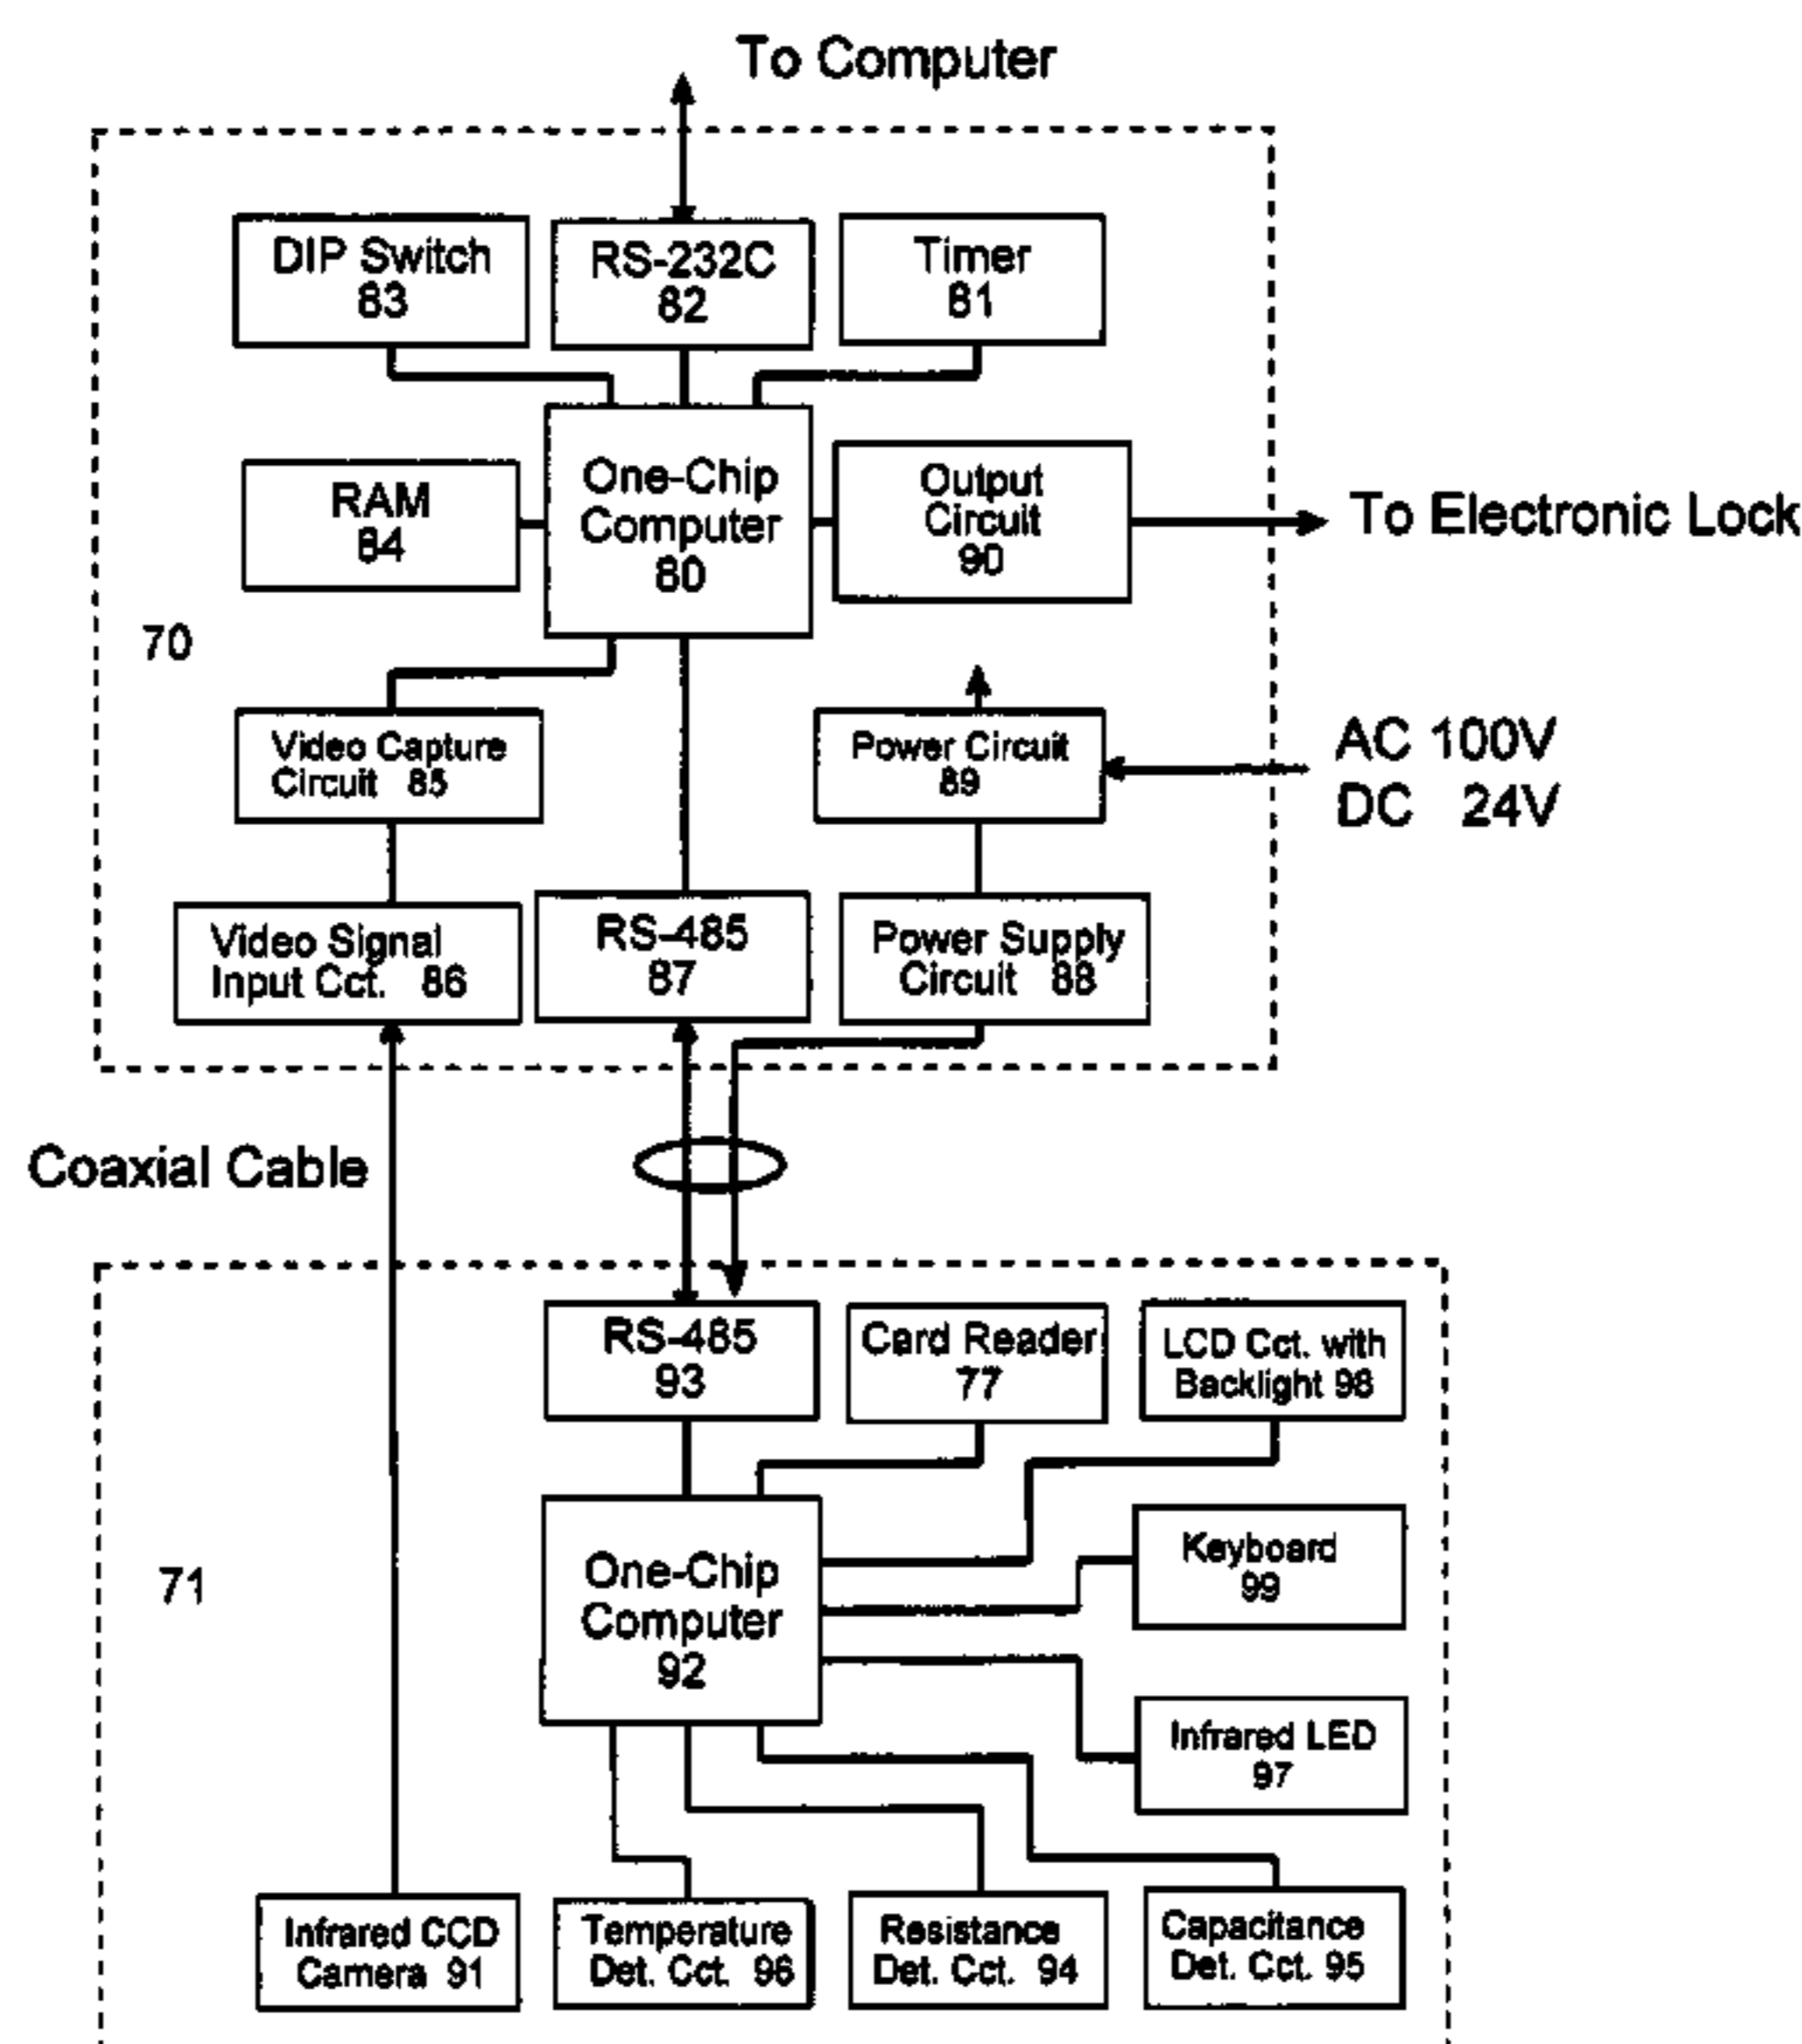 To Computer
DIP Switch
83
RS-232C
82
Timer
81
RAM
84
One-Chip
Computer
80
Output
Circuit
90
To Electronic Lock
70
Video Capture
Circuit 85
Power Circuit
89
AC 100V
DC 24V
Video Signal
Input Cct. 86
RS-485
87
Power Supply
Circuit 88
Coaxial Cable
RS-485
93
Card Reader
77
LCD Cct. with
Backlight 98
71
One-Chip
Computer
92
Keyboard
99
Infrared LED
97
Infrared CCD
Camera 91
Temperature
Det. Cct. 96
Resistance
Det. Cct. 94
Capacitance
Det. Cct. 95